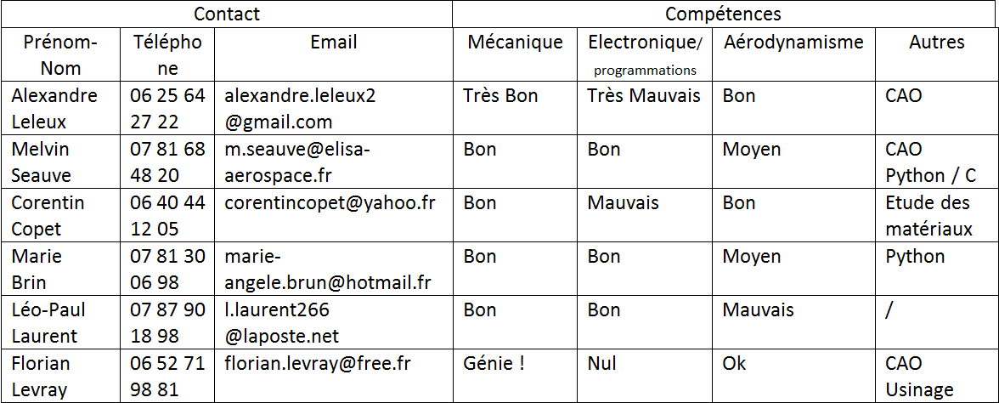 Contact Compétences
Prénom- Télépho Email Mécanique Electronique/ Aérodynamisme Autres
Nom ne programmations
Alexandre 06 25 64 alexandre.leleux2 Très Bon Très Mauvais Bon CAO
Leleux 27 22 @gmail.com
Melvin 07 81 68 m.seauve@elisa- Bon Bon Moyen CAO
Seauve 48 20 aerospace.fr Python / C
Corentin 06 40 44 corentincopet@yahoo.fr Bon Mauvais Bon Etude des
Copet 12 05 matériaux
Marie 07 81 30 marie- Bon Bon Moyen Python
Brin 06 98 angele.brun@hotmail.fr
Léo-Paul 07 87 90 l.laurent266 Bon Bon Mauvais /
Laurent 18 98 @laposte.net
Florian 06 52 71 florian.levray@free.fr Génie ! Nul Ok CAO
Levray 98 81 Usinage